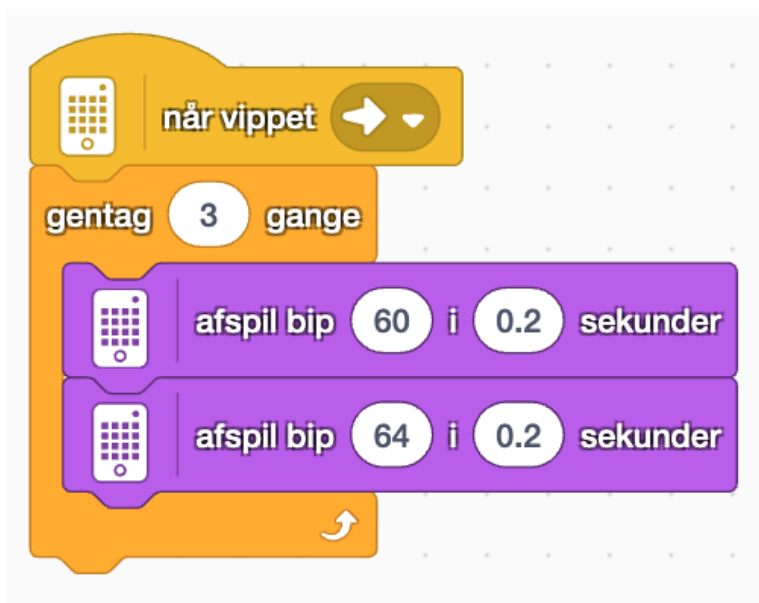 når vippet
gentag 3 gange
afspil bip 60 i 0.2 sekunder
afspil bip 64 i 0.2 sekunder